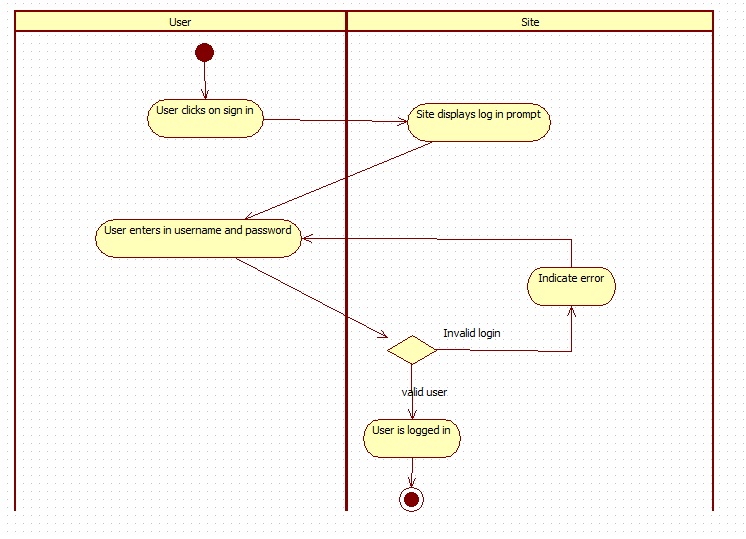 User
Site
User clicks on sign in
Site displays log in prompt
User enters in username and password
Indicate error
Invalid login
valid user
User is logged in